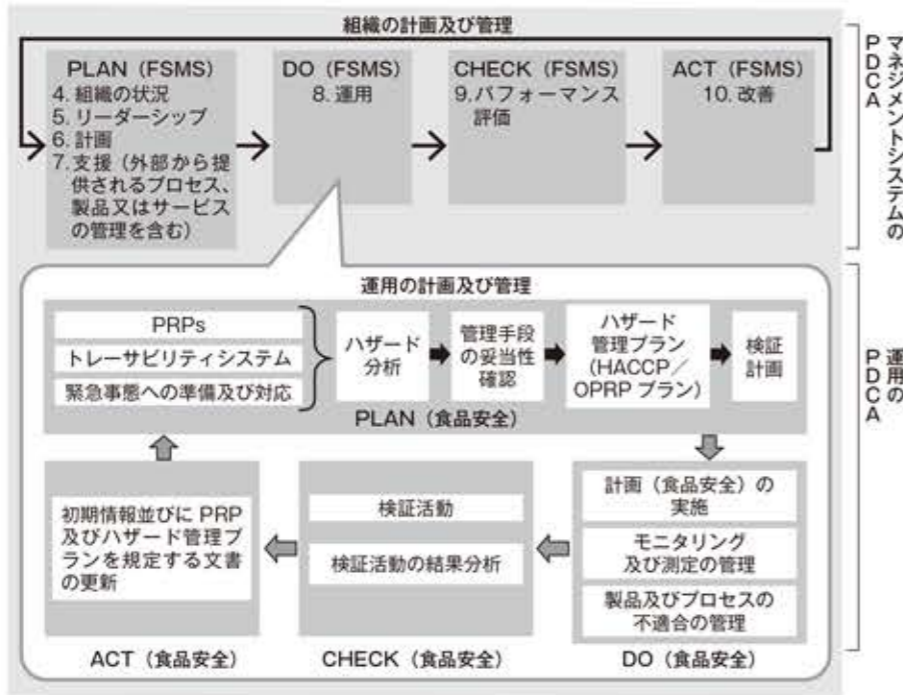 組織の計画及び管理
PLAN（FSMS）
4. 組織の状況
5. リーダーシップ
6. 計画
7. 支援（外部から提
供されるプロセス、
製品又はサービス
の管理を含む）
DO（FSMS）
8. 運用
CHECK（FSMS）
9. パフォーマンス
評価
ACT（FSMS）
10. 改善
マネジメントシステムの
PDCA
運用の計画及び管理
PRPs
トレーサビリティシステム
緊急事態への準備及び対応
ハザード
分析
管理手段
の妥当性
確認
ハザード
管理プラン
（HACCP／
OPRP プラン）
検証
計画
PLAN（食品安全）
運用の
PDCA
計画（食品安全）の
実施
モニタリング
及び測定の管理
製品及びプロセスの
不適合の管理
DO（食品安全）
検証活動
検証活動の結果分析
CHECK（食品安全）
初期情報並びに PRP
及びハザード管理プ
ランを規定する文書
の更新
ACT（食品安全）